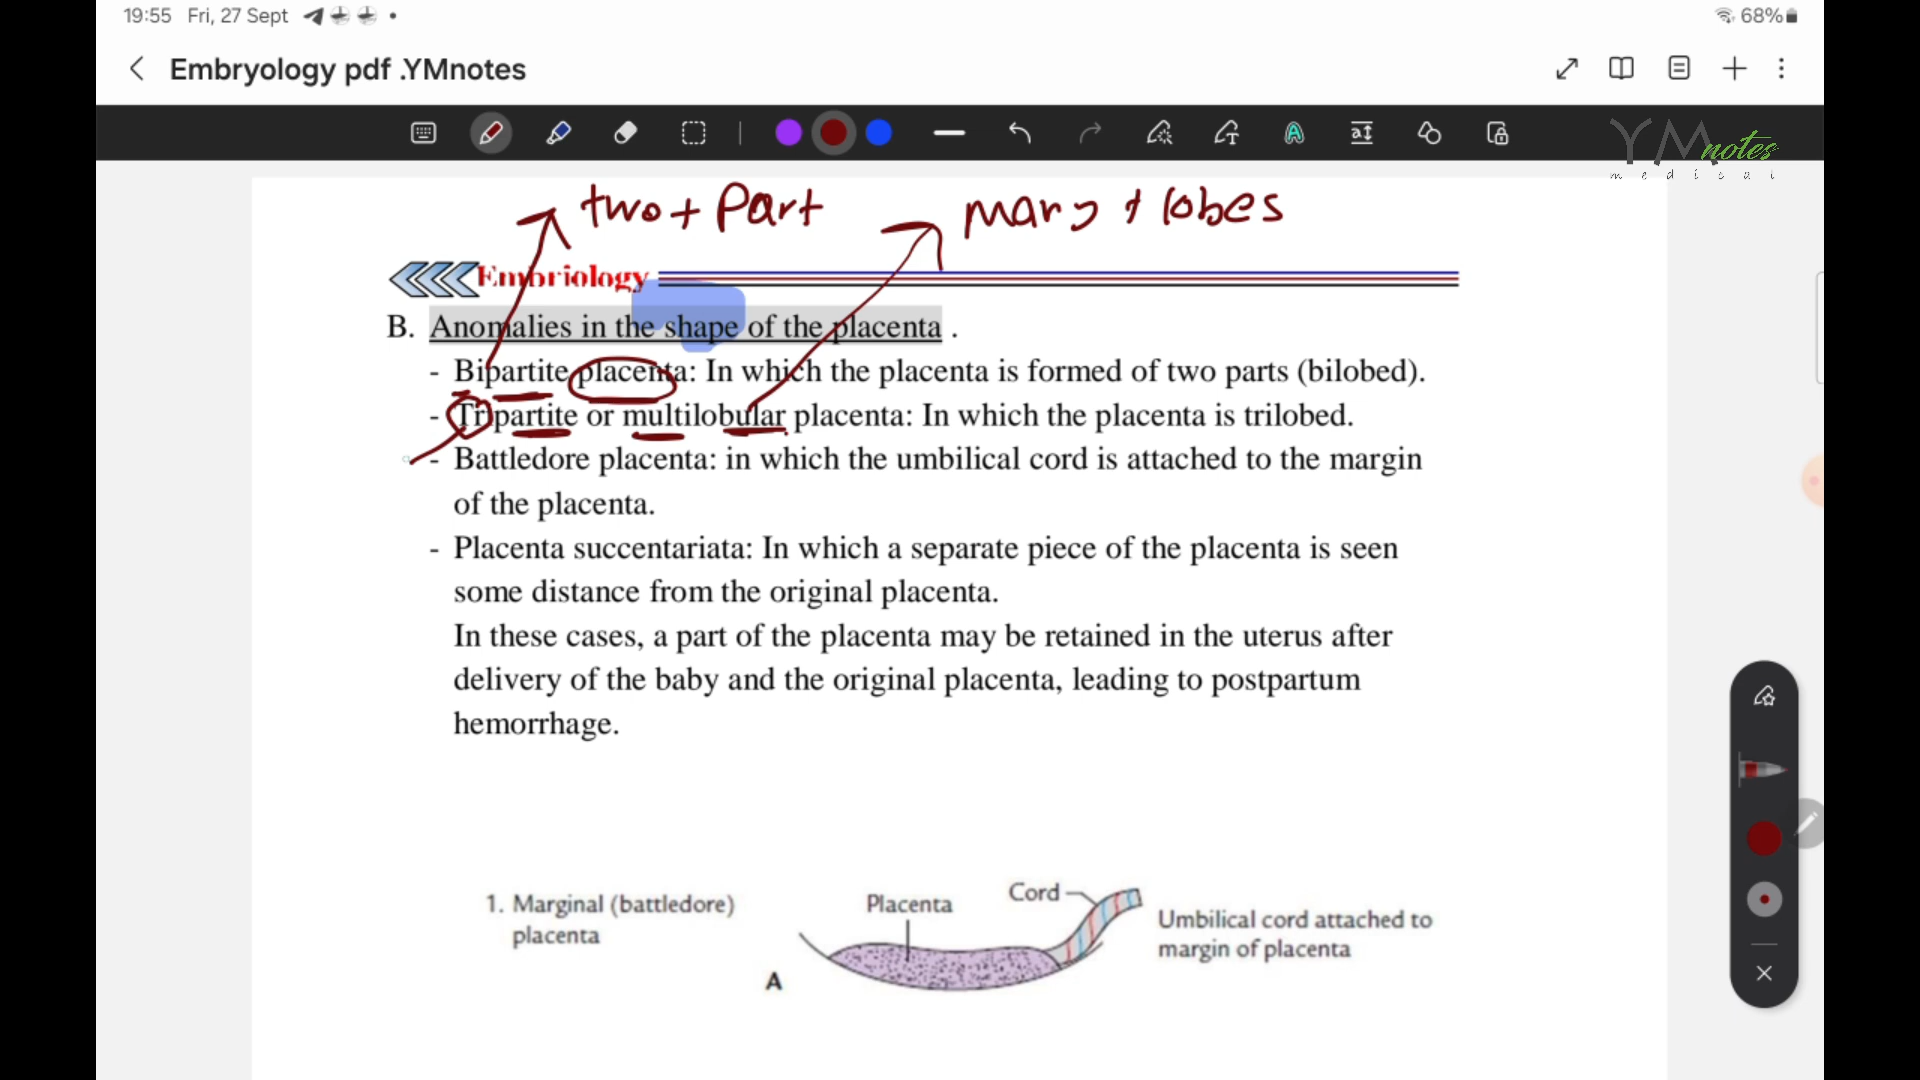 19:55 Fri, 27 Sept
68%
Embryology pdf .YMnotes
YMnotes
medical
two + Part
many + lobes
Embriology
B. Anomalies in the shape of the placenta .
- Bipartite placenta: In which the placenta is formed of two parts (bilobed).
- Tripartite or multilobular placenta: In which the placenta is trilobed.
- Battledore placenta: in which the umbilical cord is attached to the margin
of the placenta.
- Placenta succentariata: In which a separate piece of the placenta is seen
some distance from the original placenta.
In these cases, a part of the placenta may be retained in the uterus after
delivery of the baby and the original placenta, leading to postpartum
hemorrhage.
1. Marginal (battledore)
placenta
Placenta
Cord
Umbilical cord attached to
margin of placenta
A